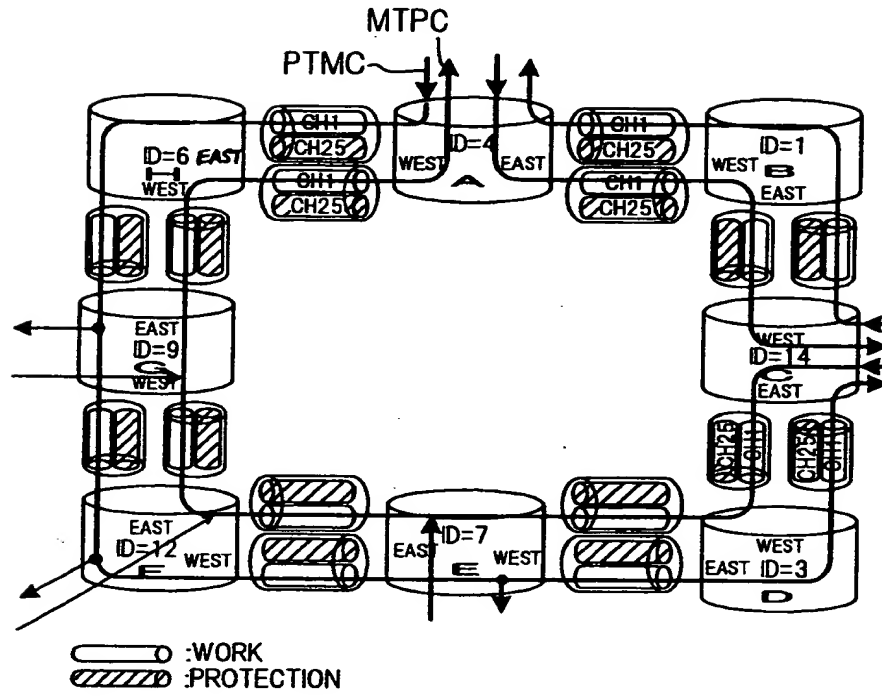 MTPC
PTMC
CH1
CH25
CH1
CH25
CH1
CH25
CH1
CH25
ID=6 EAST
H
WEST
ID=4
WEST
EAST
A
ID=1
WEST
B
EAST
EAST
ID=9
G
WEST
WEST
ID=14
C
EAST
CH25
CH1
CH25
CH1
EAST
ID=12
WEST
ID=7
EAST
WEST
E
WEST
EAST
ID=3
D
:WORK
:PROTECTION